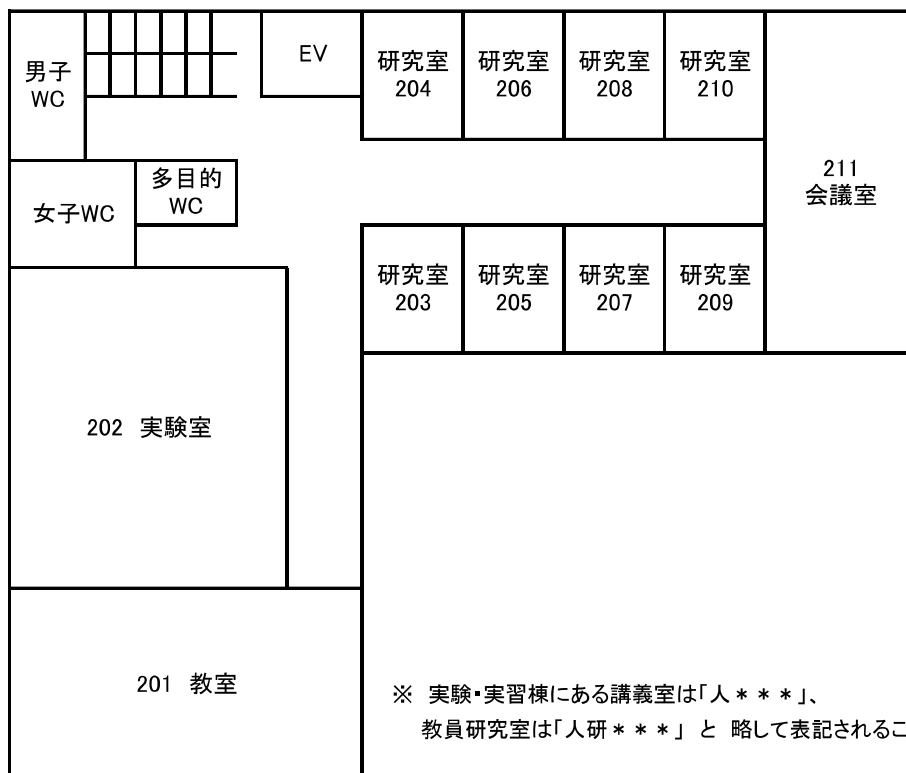 男子
WC
EV
研究室
204
研究室
206
研究室
208
研究室
210
211
会議室
女子WC
多目的
WC
研究室
203
研究室
205
研究室
207
研究室
209
202 実験室
201 教室
※ 実験・実習棟にある講義室は「人＊＊＊」、
教員研究室は「人研＊＊＊」 と 略して表記されるこ